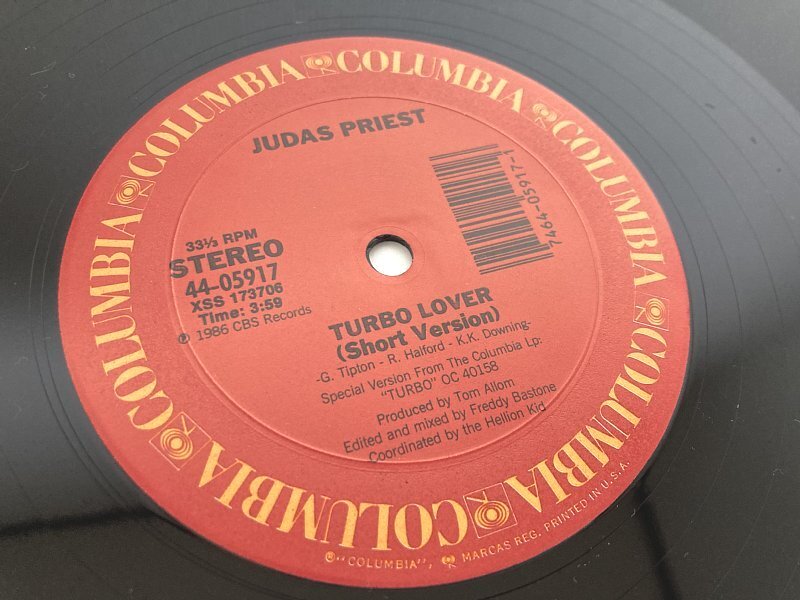 COLUMBIA COLUMBIA COLUMBIA COLUMBIA COLUMBIA COLUMBIA COLUMBIA
JUDAS PRIEST
7464-05917-1
33⅓ RPM
STEREO
44-05917
XSS 173706
Time: 3:59
℗ 1986 CBS Records
TURBO LOVER
(Short Version)
-G. Tipton - R. Halford - K.K. Downing-
Special Version From The Columbia Lp:
"TURBO" OC 40158
Produced by Tom Allom
Edited and mixed by Freddy Bastone
Coordinated by the Hellion Kid
® "COLUMBIA", MARCAS REG. PRINTED IN U.S.A.